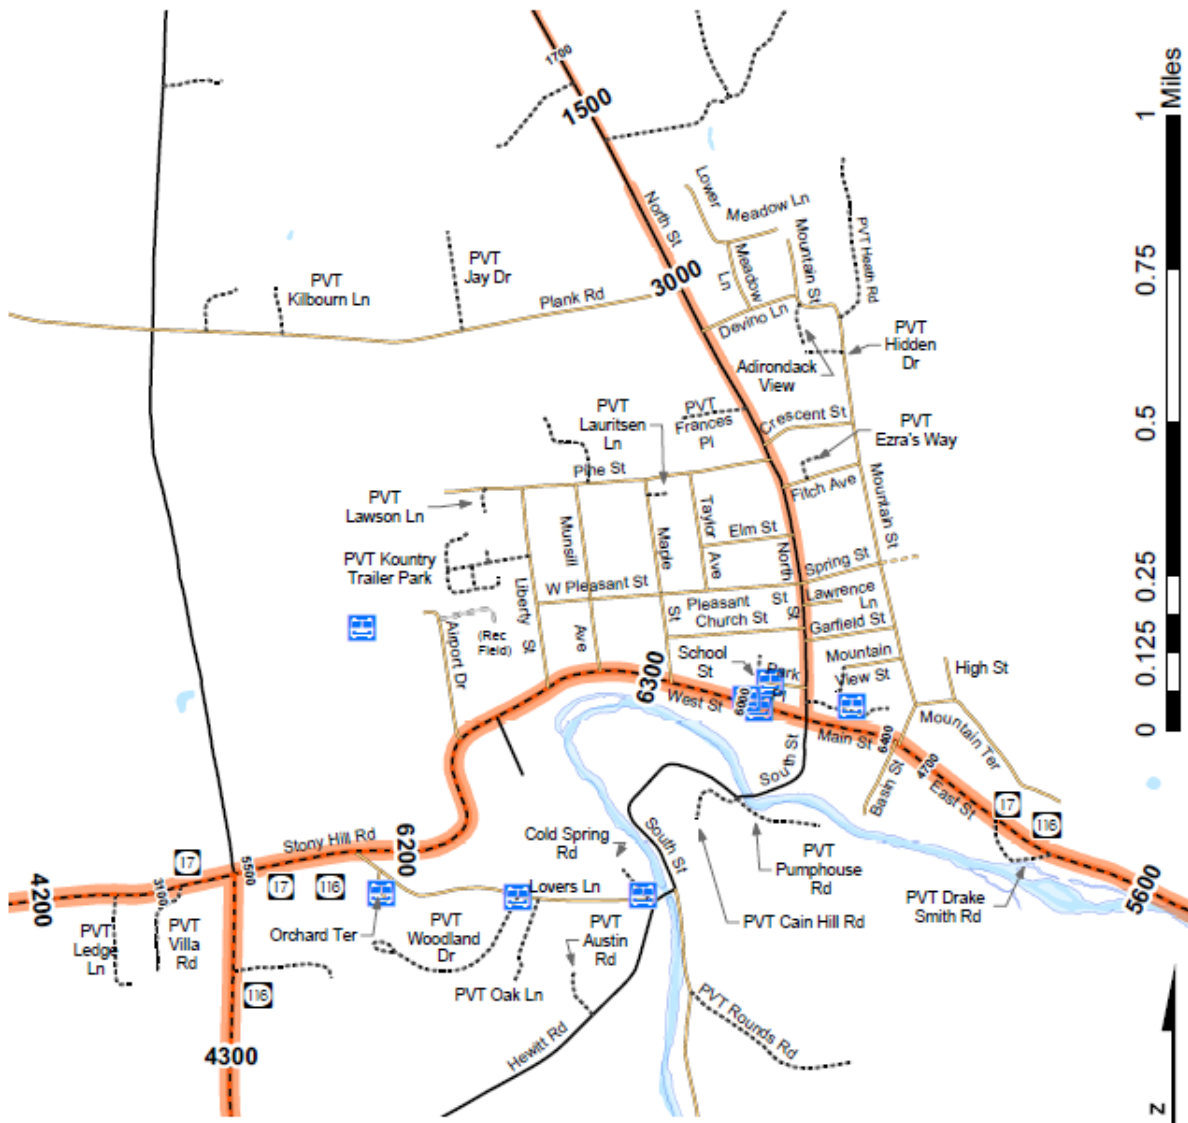 1700
1500
Miles
1
0.75
0.5
0.25
0.125
0
North St
3000
Lower
Meadow Ln
Meadow
Ln
Mountain St
PVT Heath Rd
Devino Ln
PVT
Hidden
Dr
Adirondack
View
PVT
Kilbourn Ln
PVT
Jay Dr
Plank Rd
PVT
Lauritsen
Ln
PVT
Frances
Pl
Crescent St
PVT
Ezra's Way
Pine St
Fitch Ave
Mountain St
PVT
Lawson Ln
PVT Kountry
Trailer Park
Liberty
St
Munsill
Ave
Maple
St
Taylor
Ave
Elm St
North
St
Spring St
W Pleasant St
Pleasant St
Church St
Lawrence
Ln
Garfield St
Airport Dr
(Rec
Field)
School
St
Park
Pl
Mountain
View St
High St
6300
West St
6000
Main St
6400
4700
Mountain Ter
Basin St
East St
South St
17
116
5600
Stony Hill Rd
6200
17
5500
17
116
4200
3100
Cold Spring
Rd
South St
Lovers Ln
PVT
Pumphouse
Rd
PVT Cain Hill Rd
PVT Drake
Smith Rd
PVT
Ledge
Ln
PVT
Villa
Rd
Orchard Ter
PVT
Woodland
Dr
PVT
Austin
Rd
PVT Oak Ln
116
4300
Hewitt Rd
PVT Rounds Rd
N